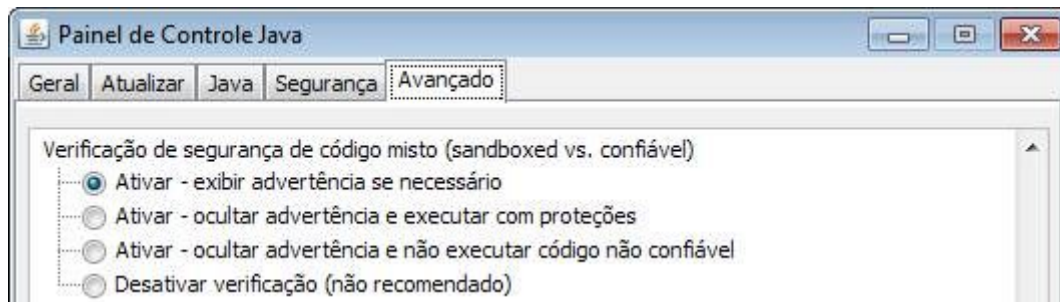 Painel de Controle Java
Geral Atualizar Java Segurança Avançado
Verificação de segurança de código misto (sandboxed vs. confiável)
Ativar - exibir advertência se necessário
Ativar - ocultar advertência e executar com proteções
Ativar - ocultar advertência e não executar código não confiável
Desativar verificação (não recomendado)